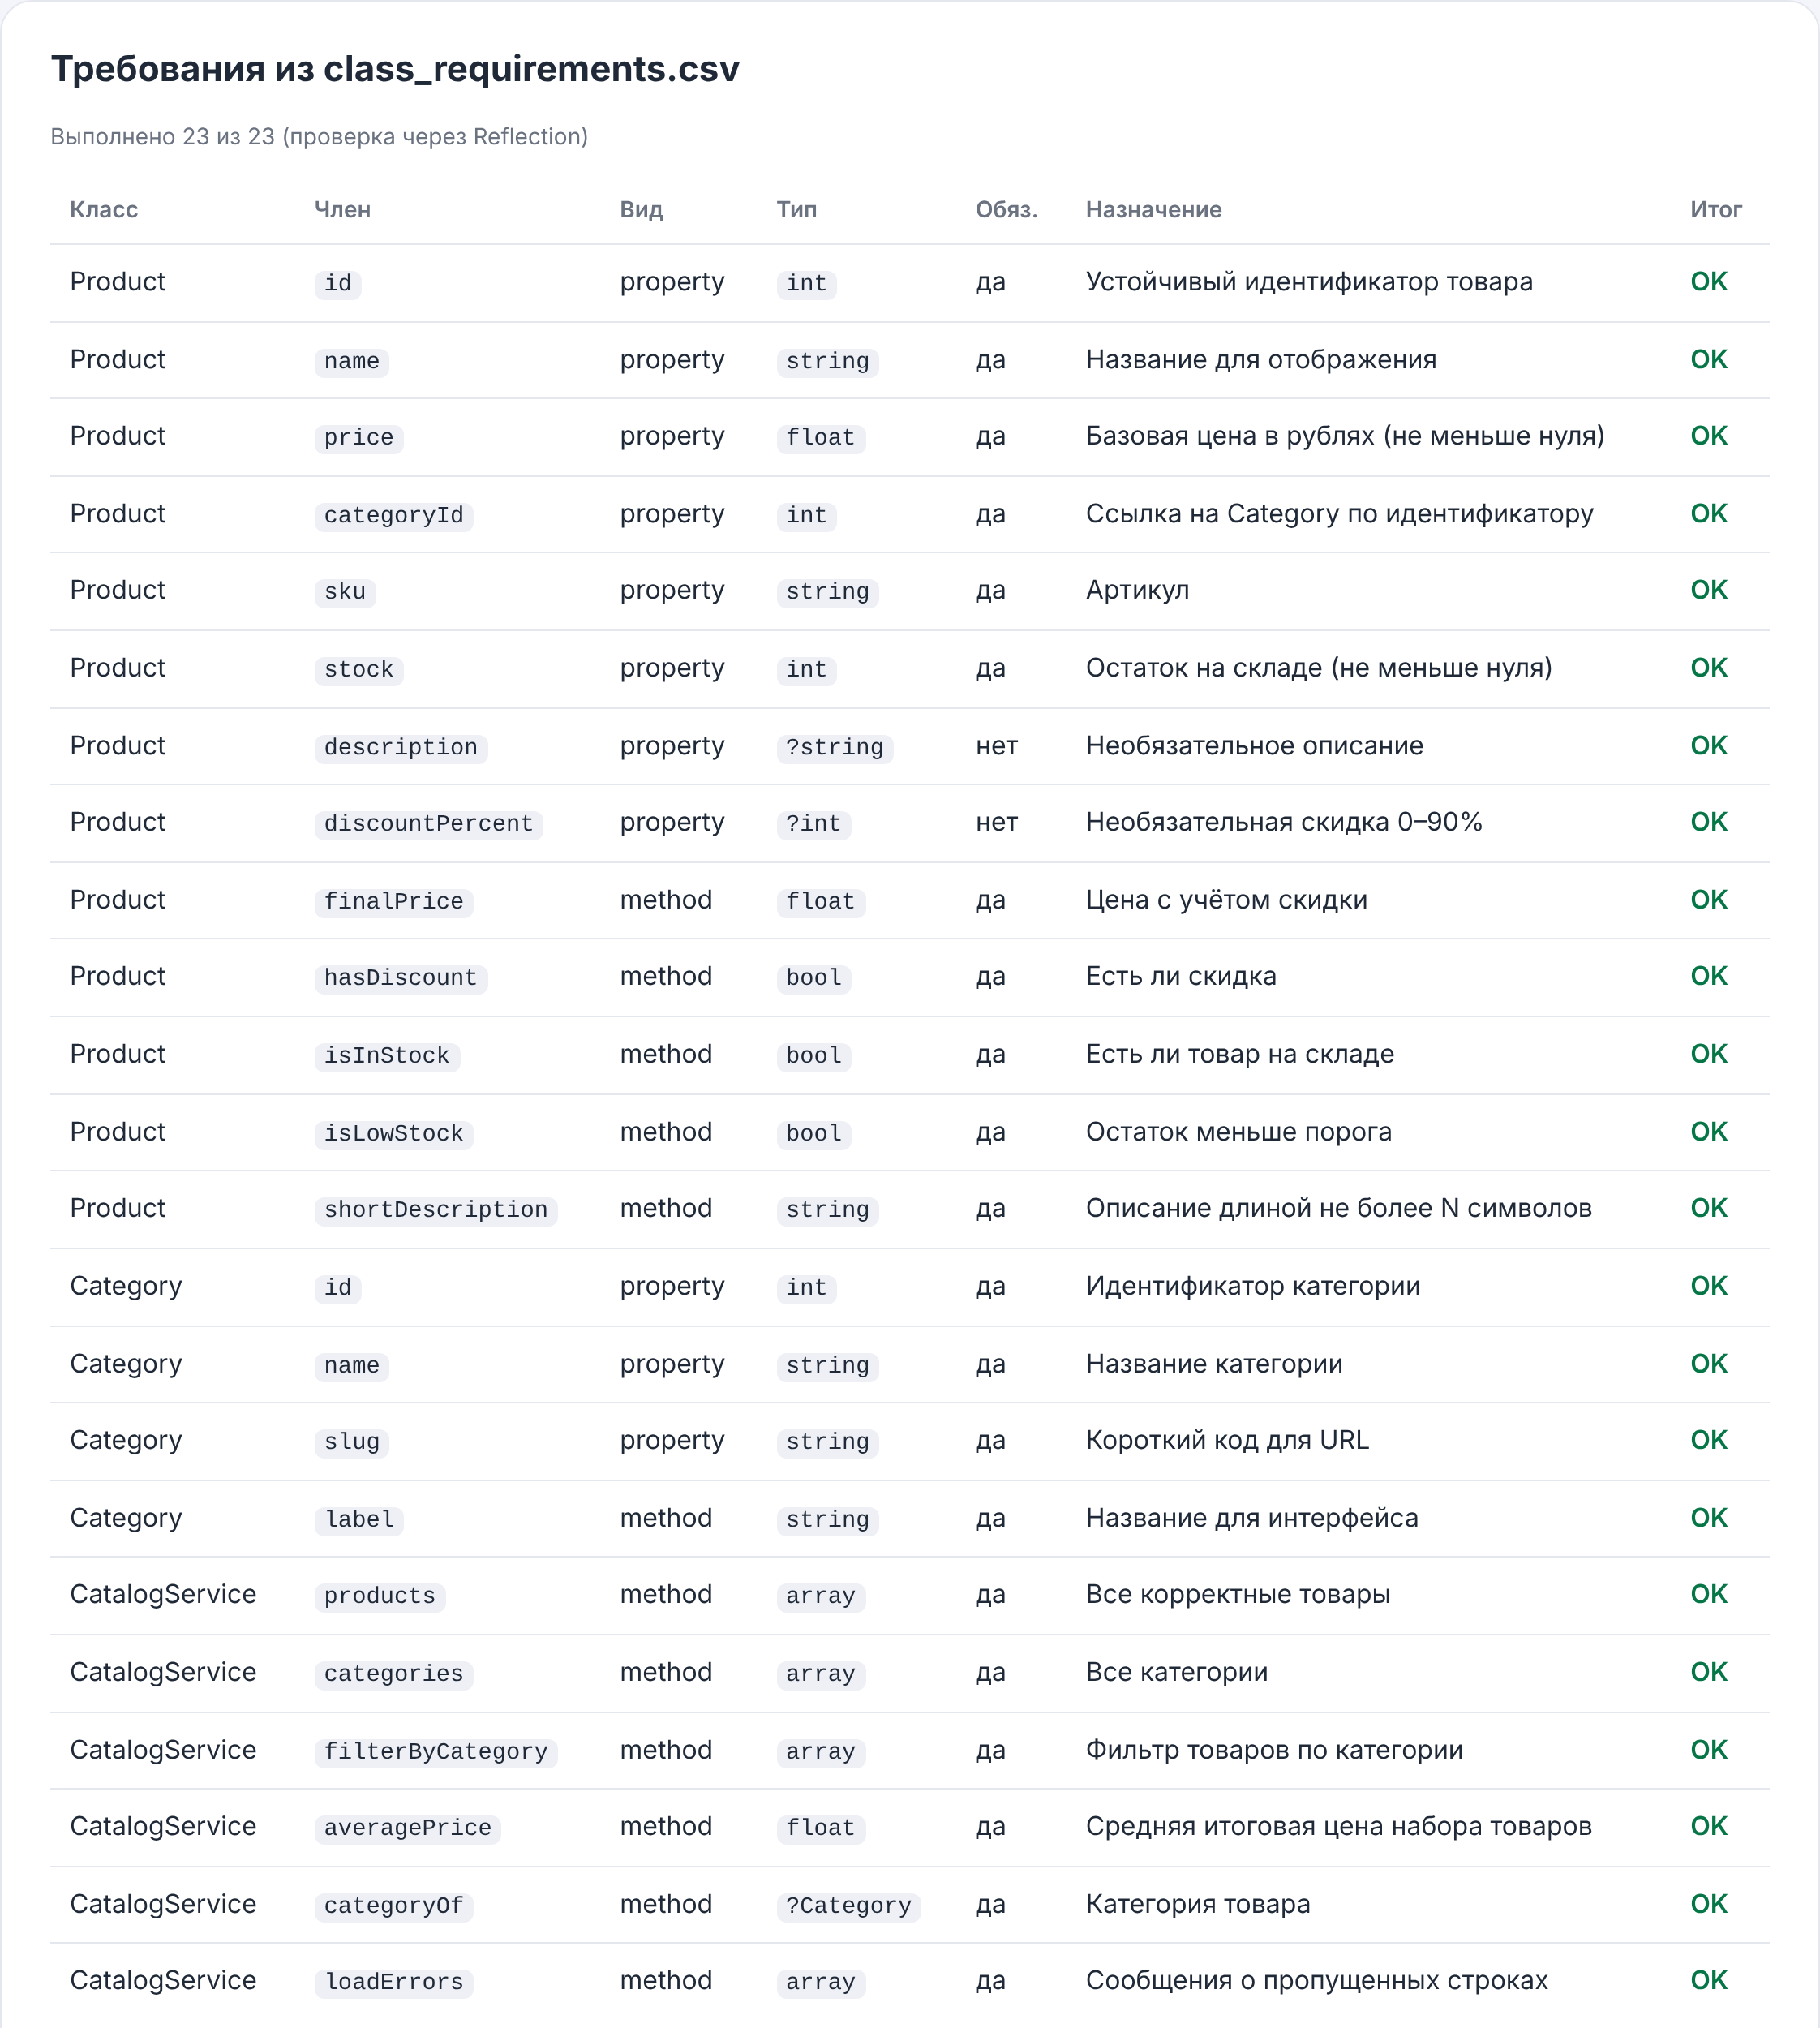 Требования из class_requirements.csv
Выполнено 23 из 23 (проверка через Reflection)
Класс Член Вид Тип Обяз. Назначение Итог
Product id property int да Устойчивый идентификатор товара OK
Product name property string да Название для отображения OK
Product price property float да Базовая цена в рублях (не меньше нуля) OK
Product categoryId property int да Ссылка на Category по идентификатору OK
Product sku property string да Артикул OK
Product stock property int да Остаток на складе (не меньше нуля) OK
Product description property ?string нет Необязательное описание OK
Product discountPercent property ?int нет Необязательная скидка 0–90% OK
Product finalPrice method float да Цена с учётом скидки OK
Product hasDiscount method bool да Есть ли скидка OK
Product isInStock method bool да Есть ли товар на складе OK
Product isLowStock method bool да Остаток меньше порога OK
Product shortDescription method string да Описание длиной не более N символов OK
Category id property int да Идентификатор категории OK
Category name property string да Название категории OK
Category slug property string да Короткий код для URL OK
Category label method string да Название для интерфейса OK
CatalogService products method array да Все корректные товары OK
CatalogService categories method array да Все категории OK
CatalogService filterByCategory method array да Фильтр товаров по категории OK
CatalogService averagePrice method float да Средняя итоговая цена набора товаров OK
CatalogService categoryOf method ?Category да Категория товара OK
CatalogService loadErrors method array да Сообщения о пропущенных строках OK